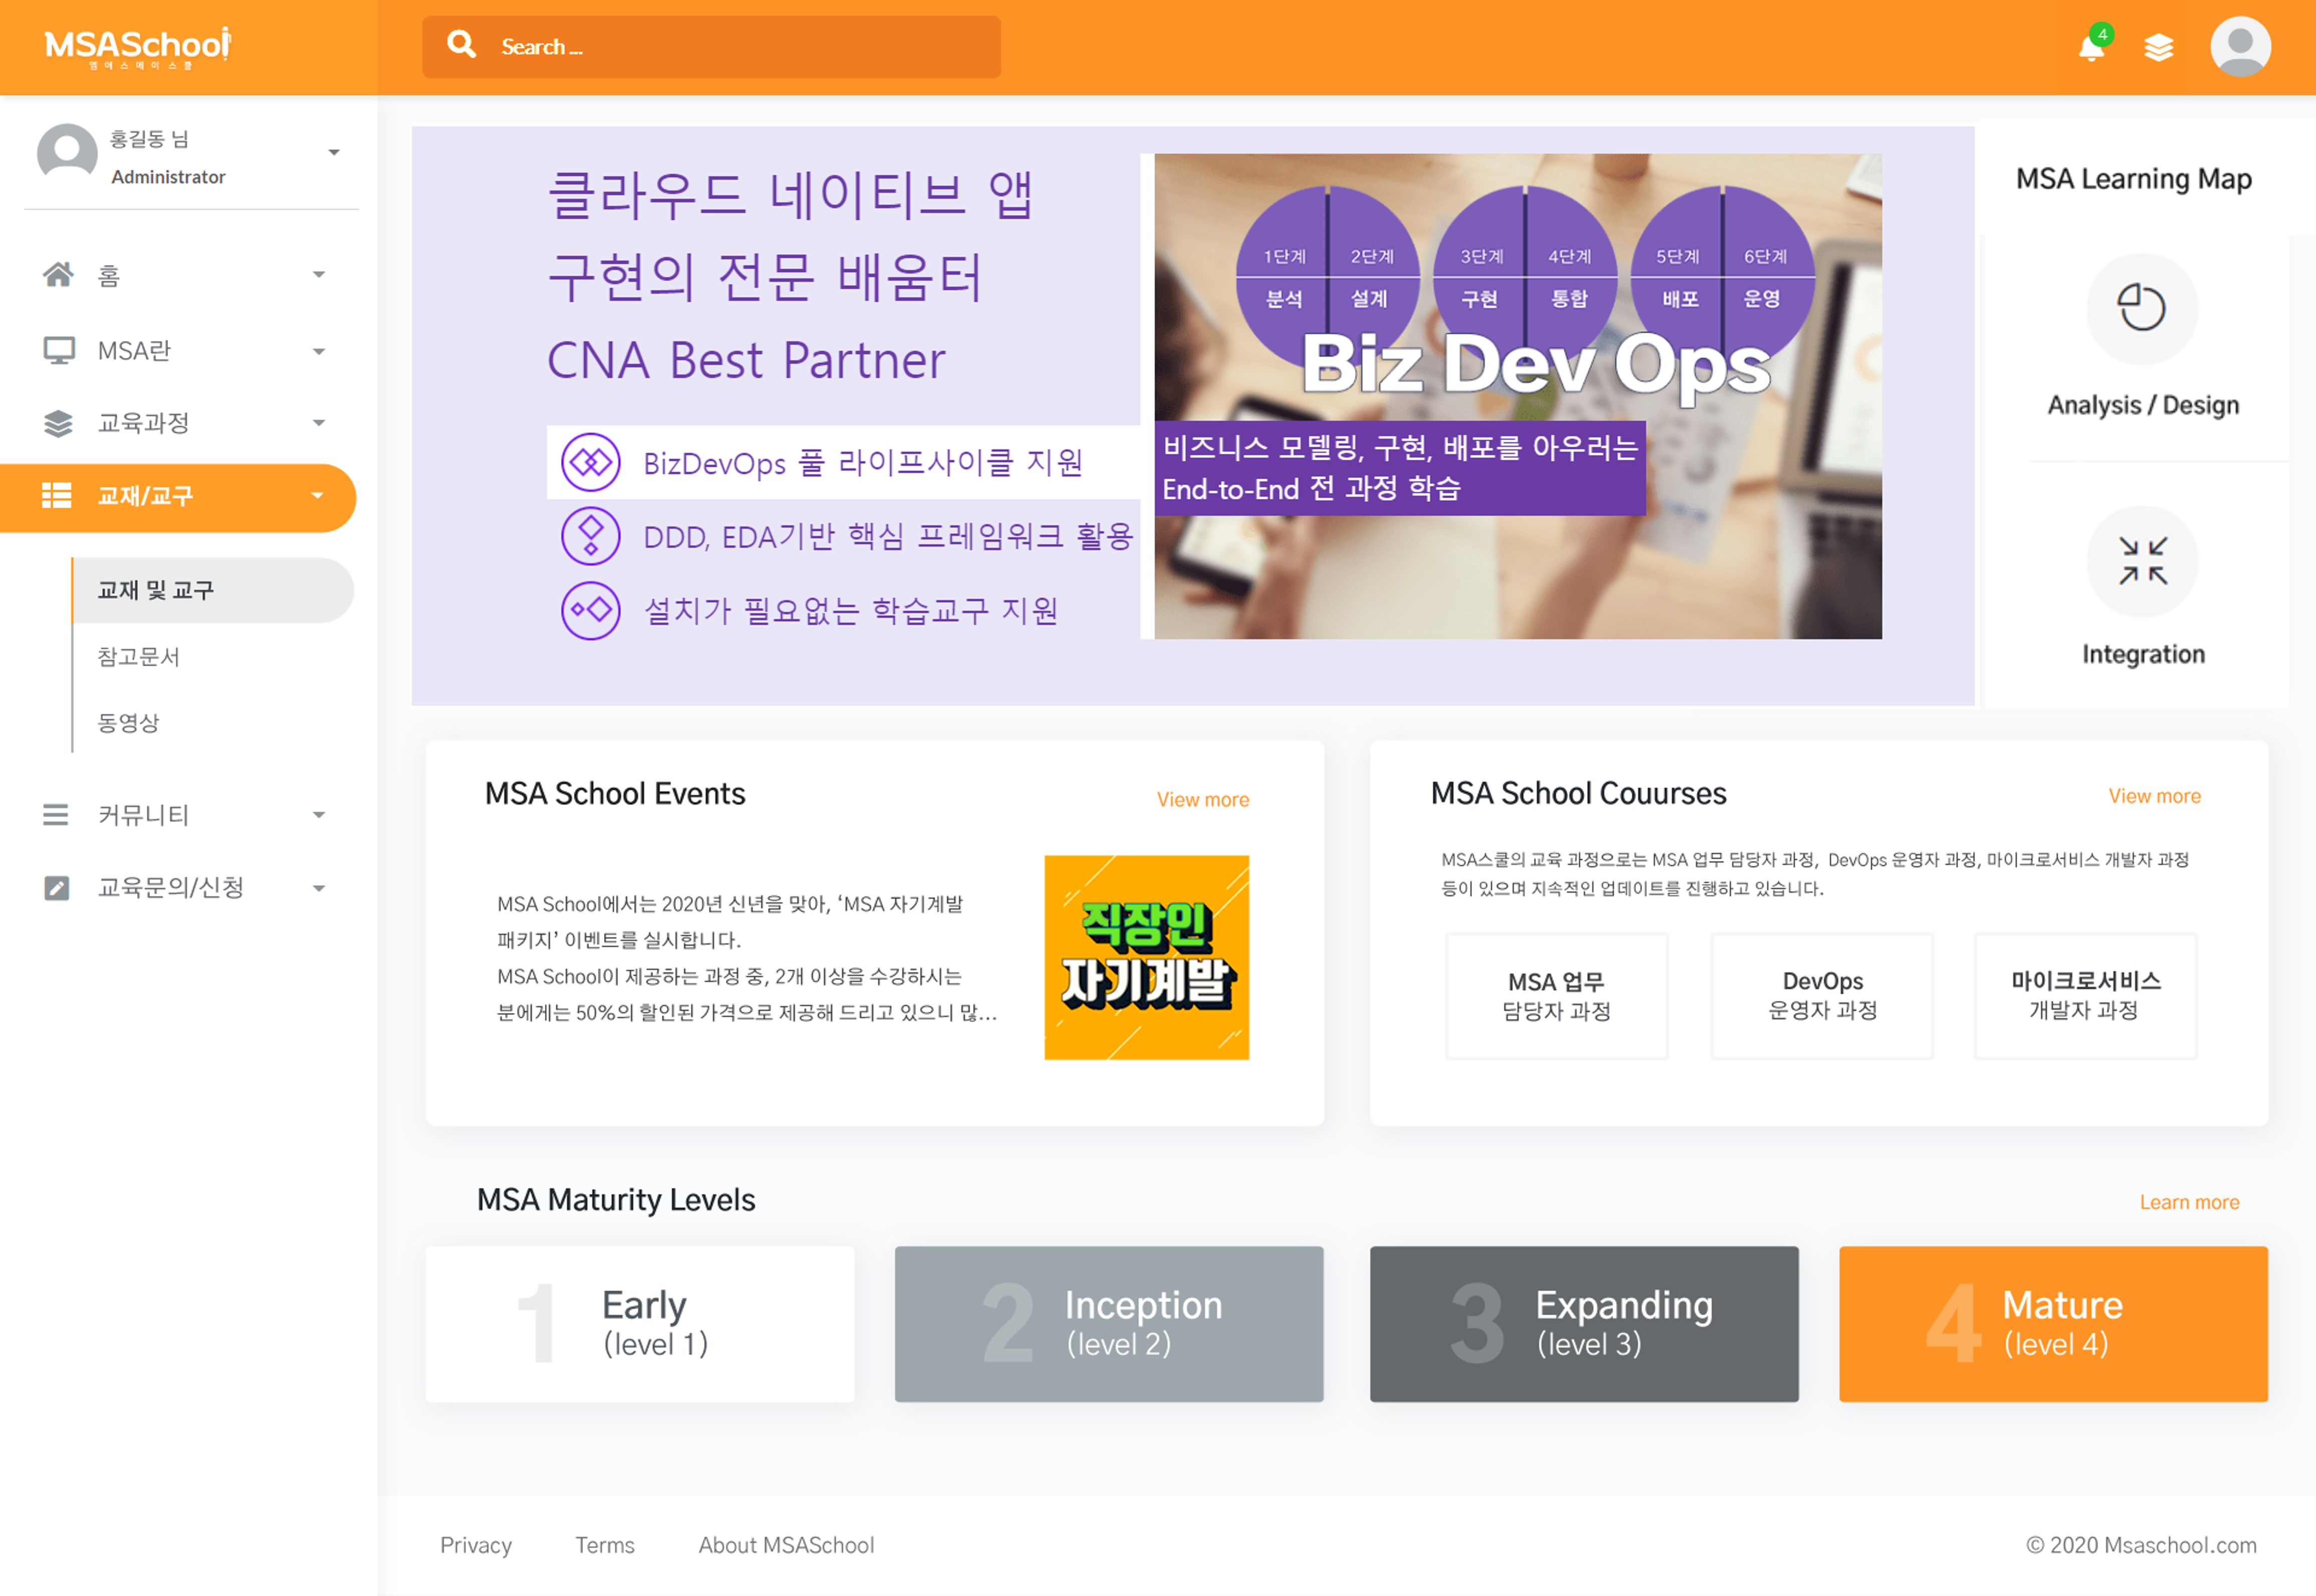 MSASchool
엠에스에이스쿨
Search ...
4
홍길동 님
Administrator
홈
MSA란
교육과정
교재/교구
교재 및 교구
참고문서
동영상
커뮤니티
교육문의/신청
클라우드 네이티브 앱
구현의 전문 배움터
CNA Best Partner
BizDevOps 풀 라이프사이클 지원
DDD, EDA기반 핵심 프레임워크 활용
설치가 필요없는 학습교구 지원
1단계 2단계 3단계 4단계 5단계 6단계
분석 설계 구현 통합 배포 운영
Biz Dev Ops
비즈니스 모델링, 구현, 배포를 아우러는
End-to-End 전 과정 학습
MSA Learning Map
Analysis / Design
Integration
MSA School Events
View more
MSA School에서는 2020년 신년을 맞아, ‘MSA 자기계발
패키지’ 이벤트를 실시합니다.
MSA School이 제공하는 과정 중, 2개 이상을 수강하시는
분에게는 50%의 할인된 가격으로 제공해 드리고 있으니 많...
직장인
자기계발
MSA School Couurses
View more
MSA스쿨의 교육 과정으로는 MSA 업무 담당자 과정, DevOps 운영자 과정, 마이크로서비스 개발자 과정
등이 있으며 지속적인 업데이트를 진행하고 있습니다.
MSA 업무
담당자 과정
DevOps
운영자 과정
마이크로서비스
개발자 과정
MSA Maturity Levels
Learn more
1 Early
(level 1)
2 Inception
(level 2)
3 Expanding
(level 3)
4 Mature
(level 4)
Privacy Terms About MSASchool
© 2020 Msaschool.com